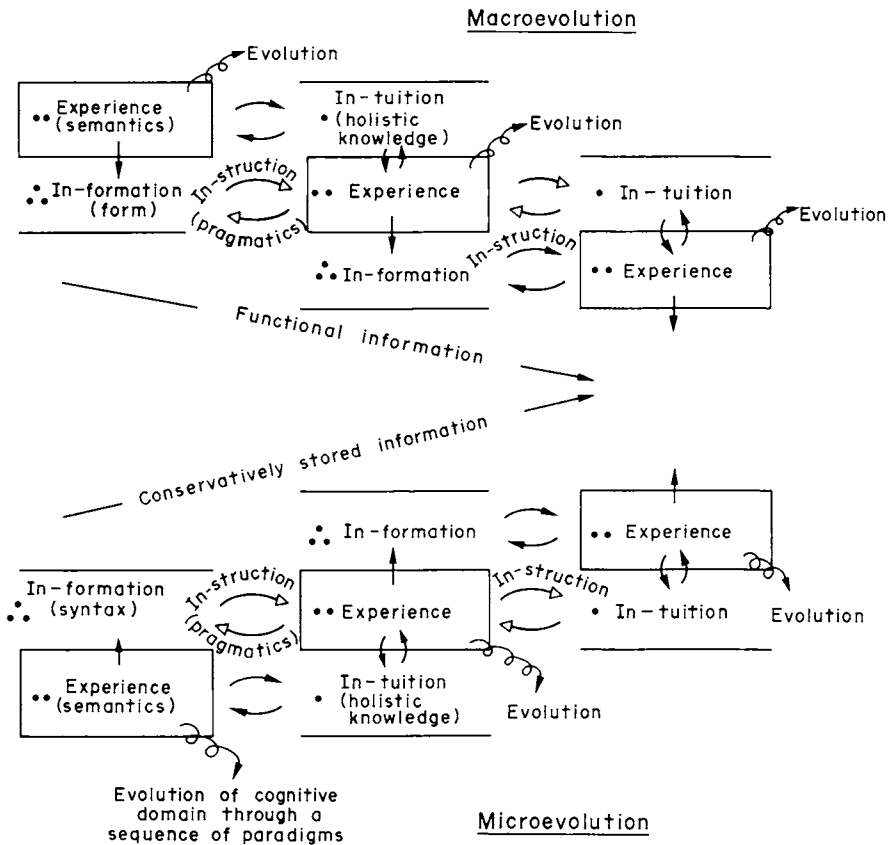 Macroevolution
Evolution
•• Experience
(semantics)
In-tuition
• (holistic
knowledge)
Evolution
∴ In-formation
(form)
In-struction
(pragmatics)
•• Experience
• In-tuition
Evolution
∴ In-formation
In-struction
•• Experience
Functional information
Conservatively stored information
∴ In-formation
•• Experience
In-formation
∴ (syntax)
In-struction
(pragmatics)
•• Experience
In-struction
• In-tuition
Evolution
•• Experience
(semantics)
In-tuition
• (holistic
knowledge)
Evolution
Evolution of cognitive
domain through a
sequence of paradigms
Microevolution